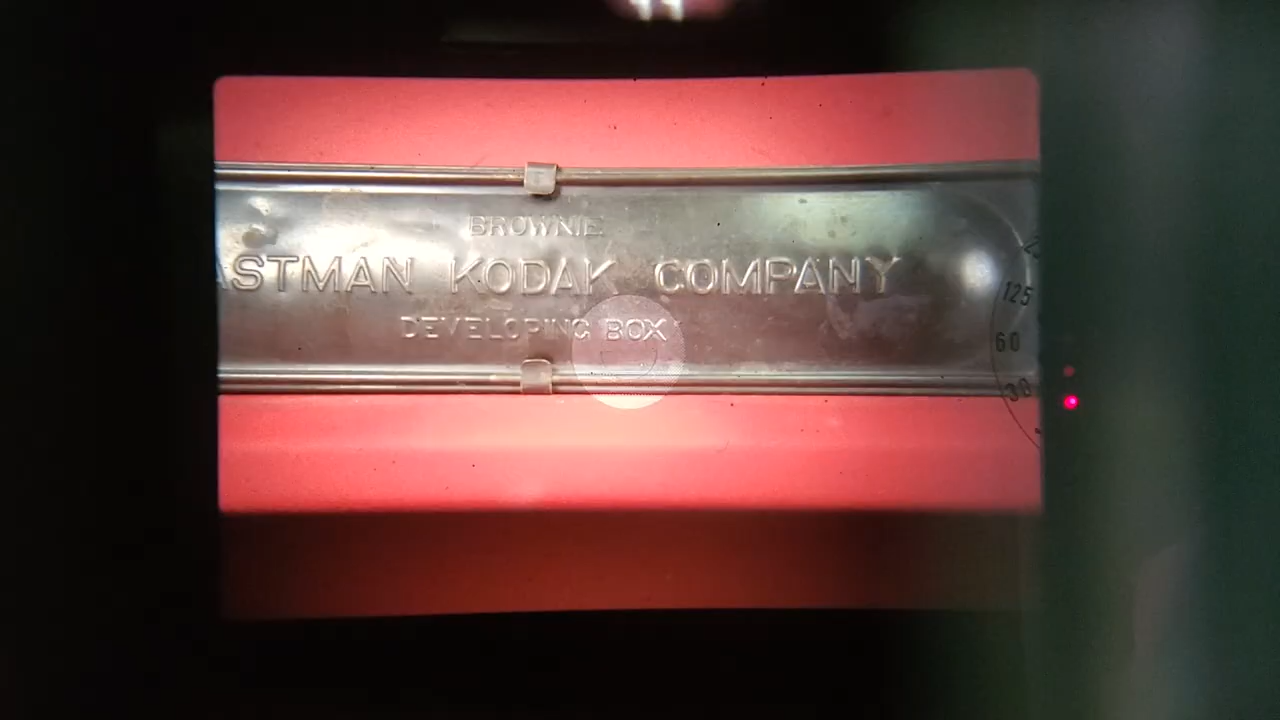 BROWNIE
ASTMAN KODAK COMPANY
DEVELOPING BOX
125
60
30